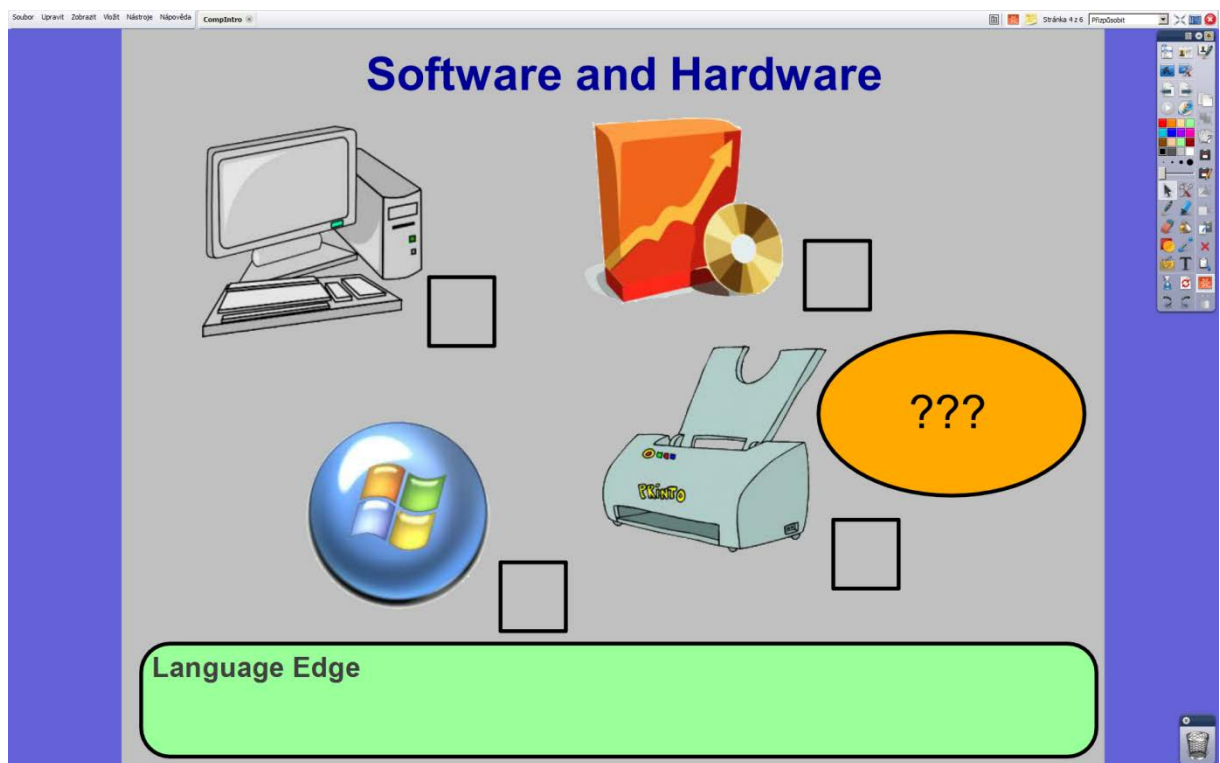 Soubor Upravit Zobrazit Vložit Nástroje Nápověda CompIntro Stránka 4 z 6 Přizpůsobit
Software and Hardware
???
PRINTO
Language Edge